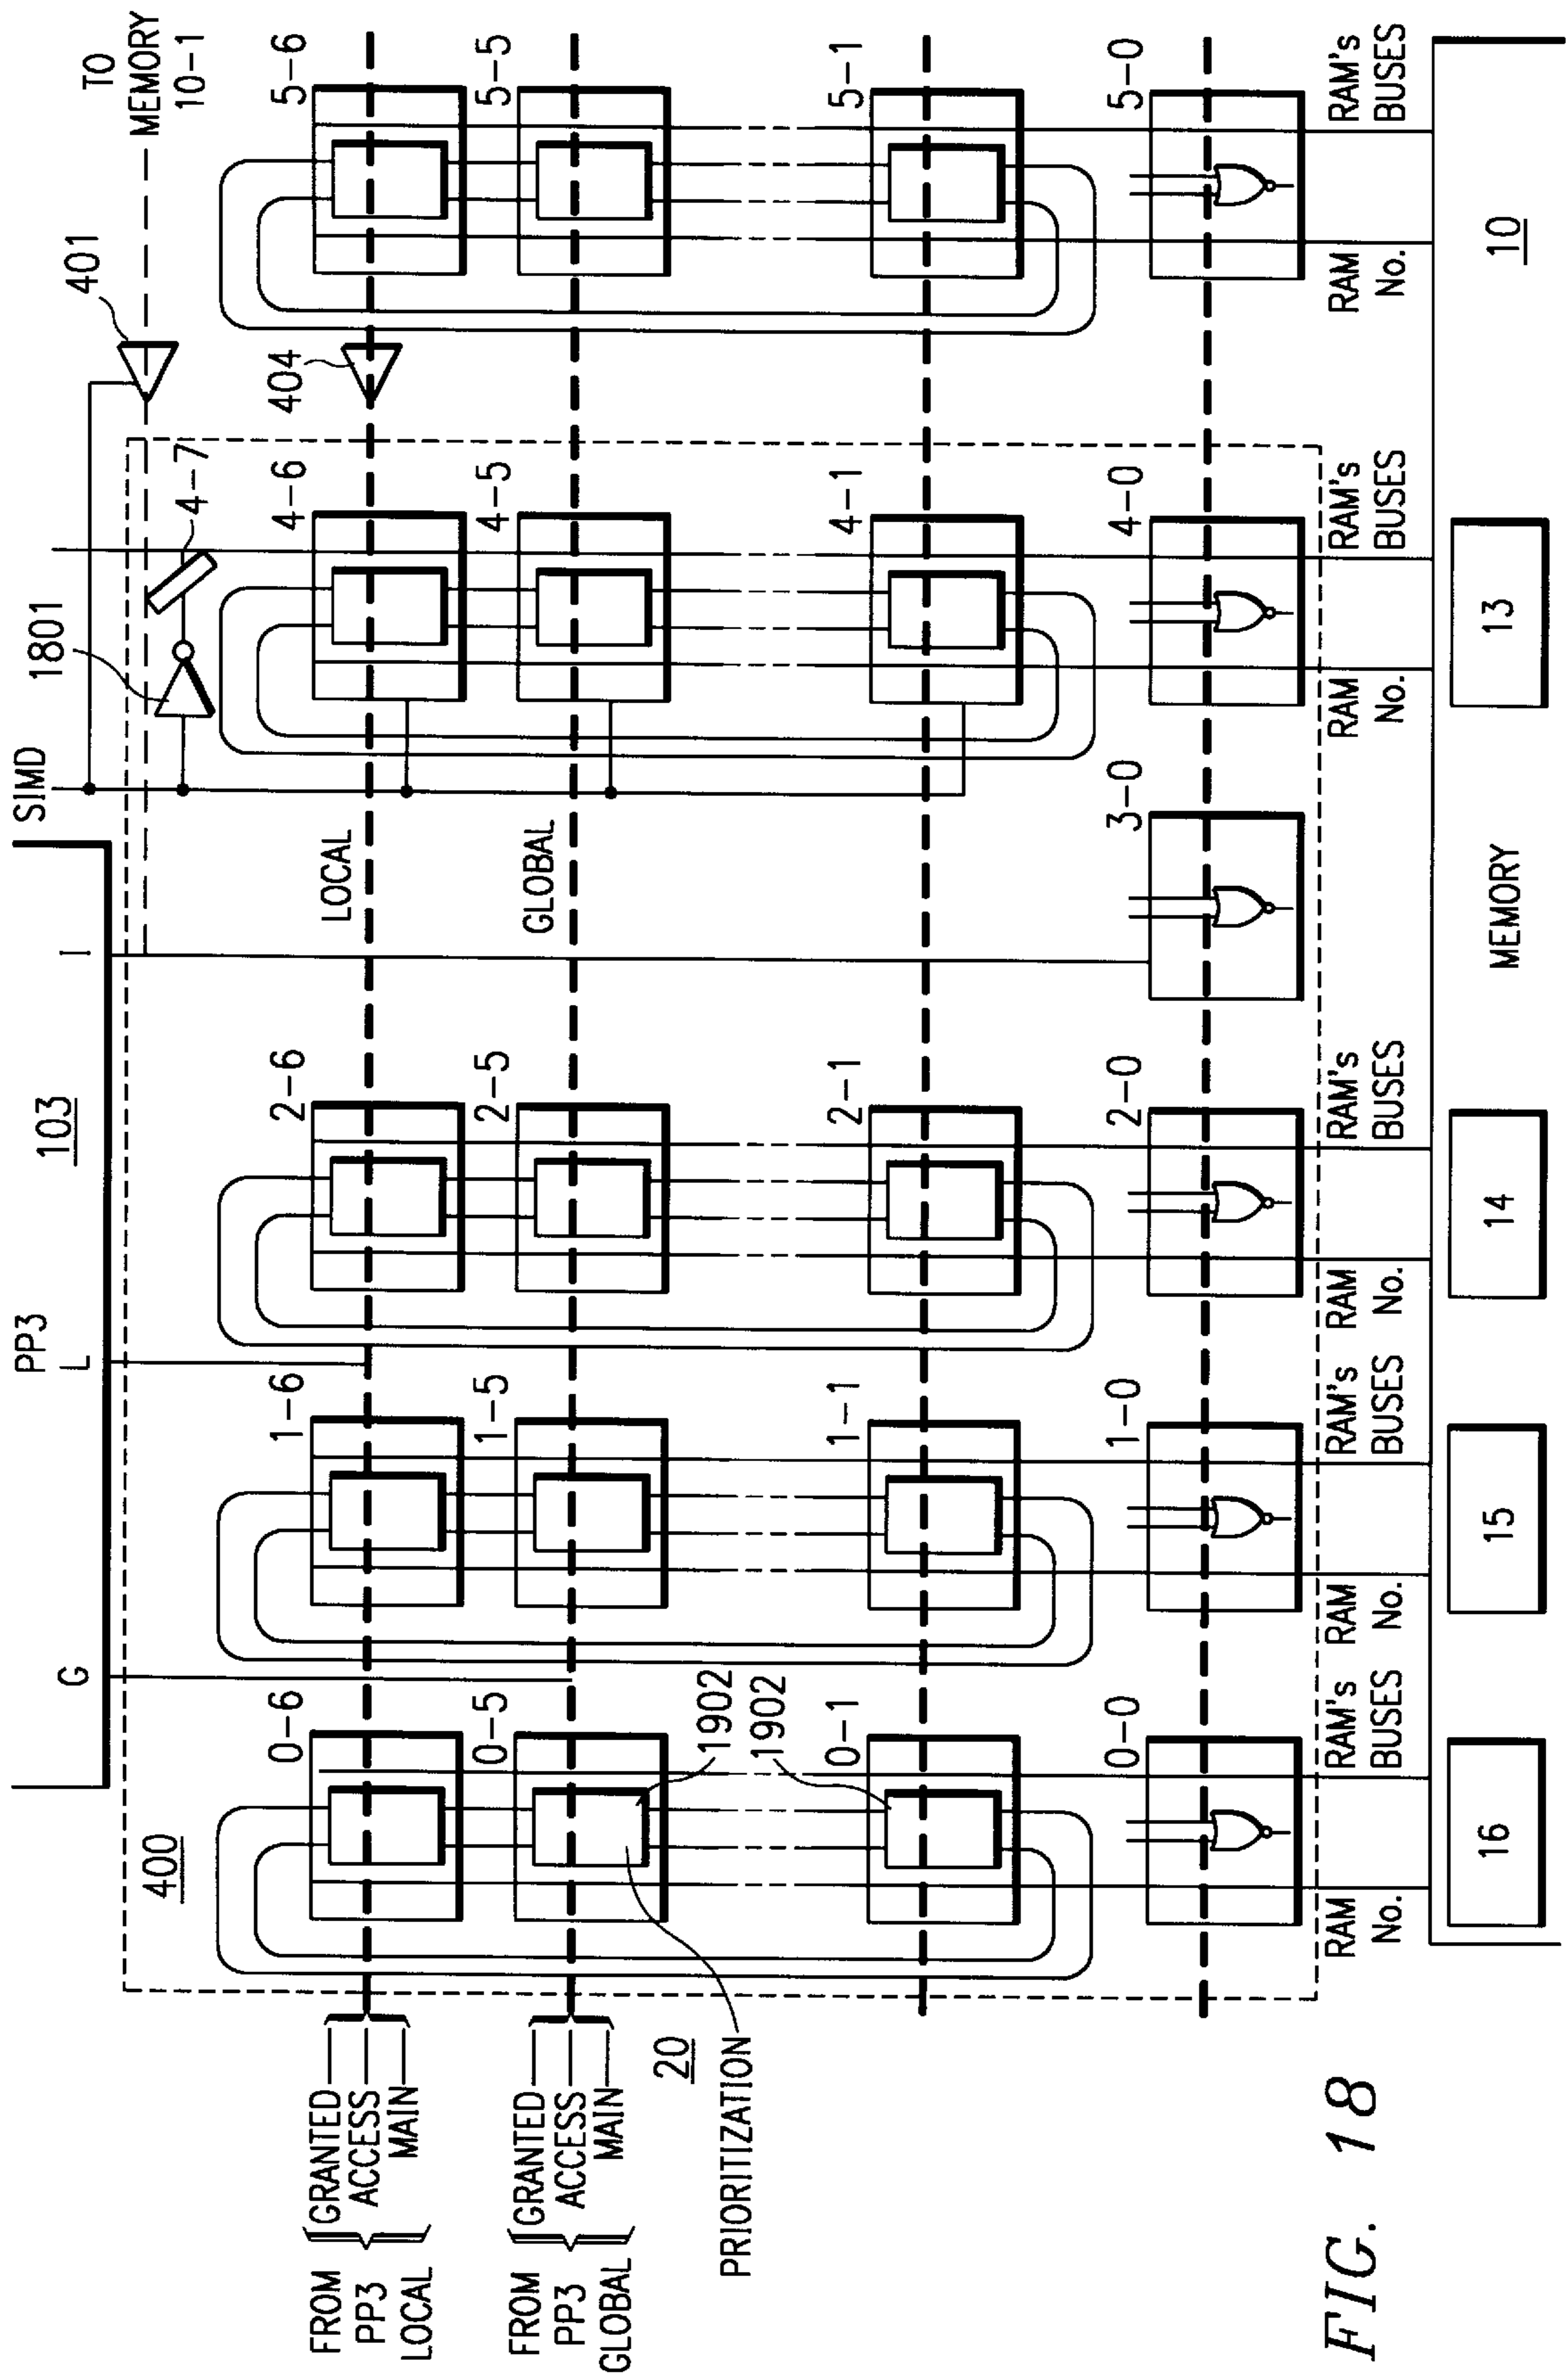 PP3
103
G
L
I
SIMD
TO
MEMORY
10-1
401
1801
4-7
400
404
FROM
PP3
LOCAL
GRANTED
ACCESS
MAIN
LOCAL
0-6
1-6
2-6
4-6
5-6
FROM
PP3
GLOBAL
GRANTED
ACCESS
MAIN
GLOBAL
0-5
1-5
2-5
4-5
5-5
20
PRIORITIZATION
1902
1902
0-1
1-1
2-1
4-1
5-1
0-0
1-0
2-0
3-0
4-0
5-0
RAM
No.
RAM's
BUSES
RAM
No.
RAM's
BUSES
RAM
No.
RAM's
BUSES
RAM
No.
RAM's
BUSES
RAM
No.
RAM's
BUSES
16
15
14
MEMORY
13
10
FIG. 18